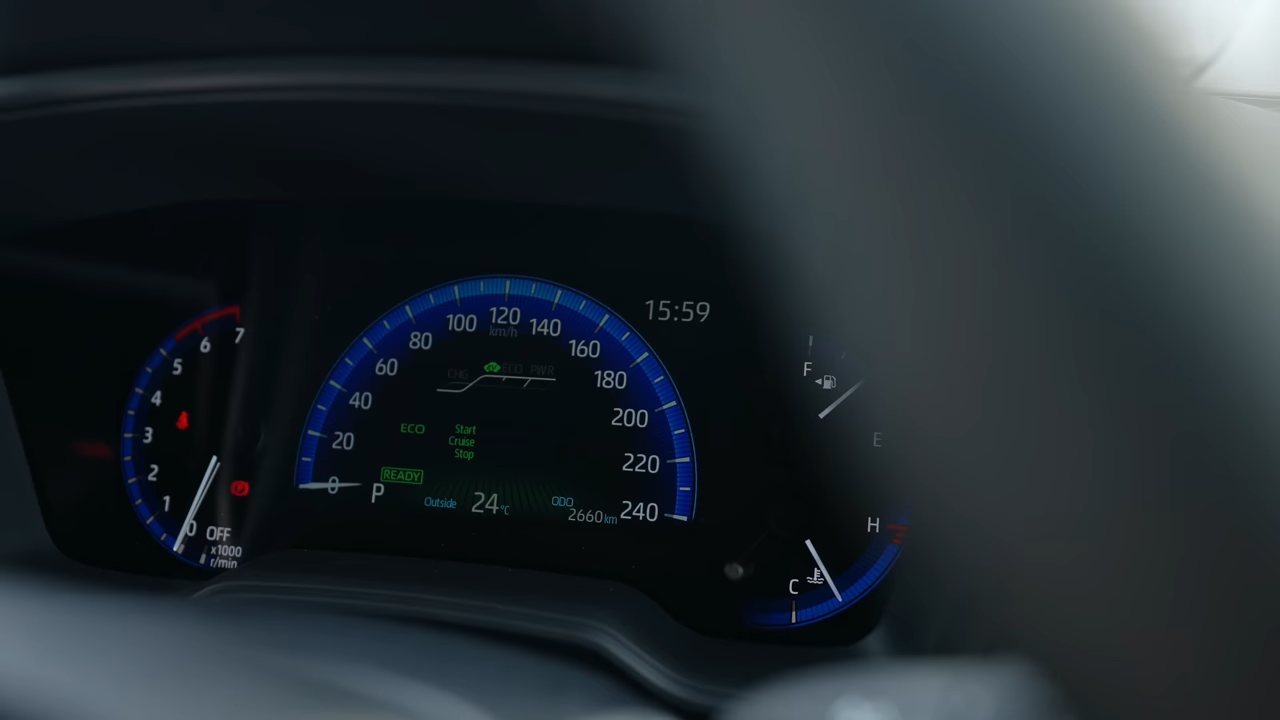 7
6
5
4
3
2
1
0
OFF
x1000
r/min
0
20
40
60
80
100
120
140
160
180
200
220
240
km/h
15:59
CHG ECO PWR
ECO
Start
Cruise
Stop
READY
P
Outside 24°C
ODO
2660 km
F
E
H
C